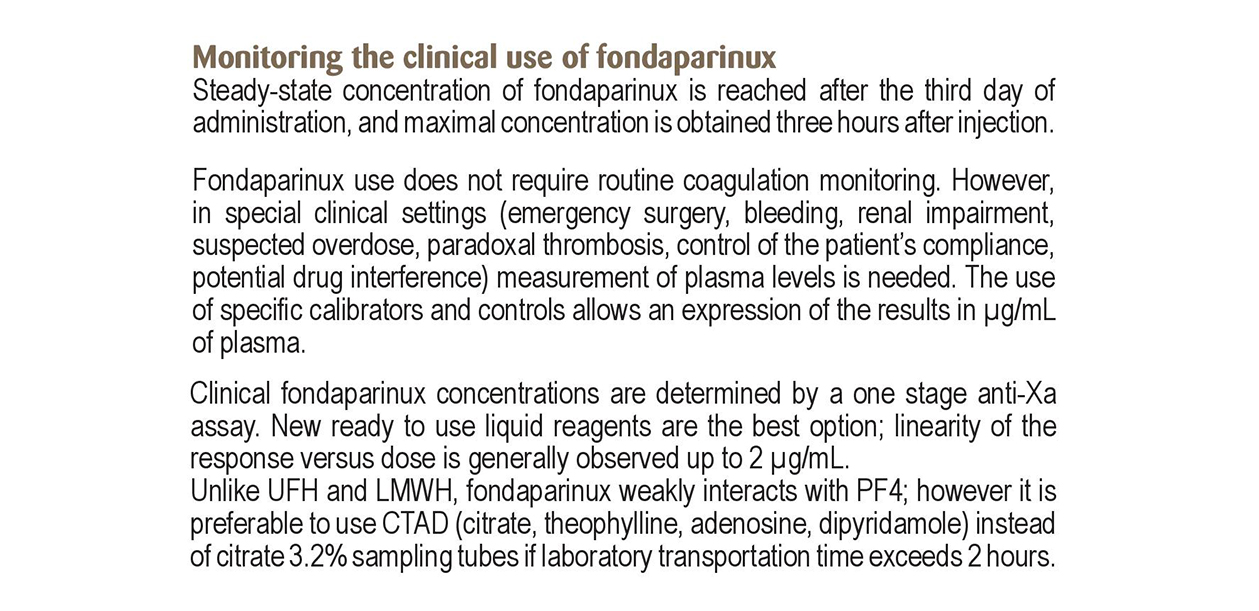 Monitoring the clinical use of fondaparinux
Steady-state concentration of fondaparinux is reached after the third day of
administration, and maximal concentration is obtained three hours after injection.
Fondaparinux use does not require routine coagulation monitoring. However,
in special clinical settings (emergency surgery, bleeding, renal impairment,
suspected overdose, paradoxal thrombosis, control of the patient’s compliance,
potential drug interference) measurement of plasma levels is needed. The use
of specific calibrators and controls allows an expression of the results in µg/mL
of plasma.
Clinical fondaparinux concentrations are determined by a one stage anti-Xa
assay. New ready to use liquid reagents are the best option; linearity of the
response versus dose is generally observed up to 2 µg/mL.
Unlike UFH and LMWH, fondaparinux weakly interacts with PF4; however it is
preferable to use CTAD (citrate, theophylline, adenosine, dipyridamole) instead
of citrate 3.2% sampling tubes if laboratory transportation time exceeds 2 hours.